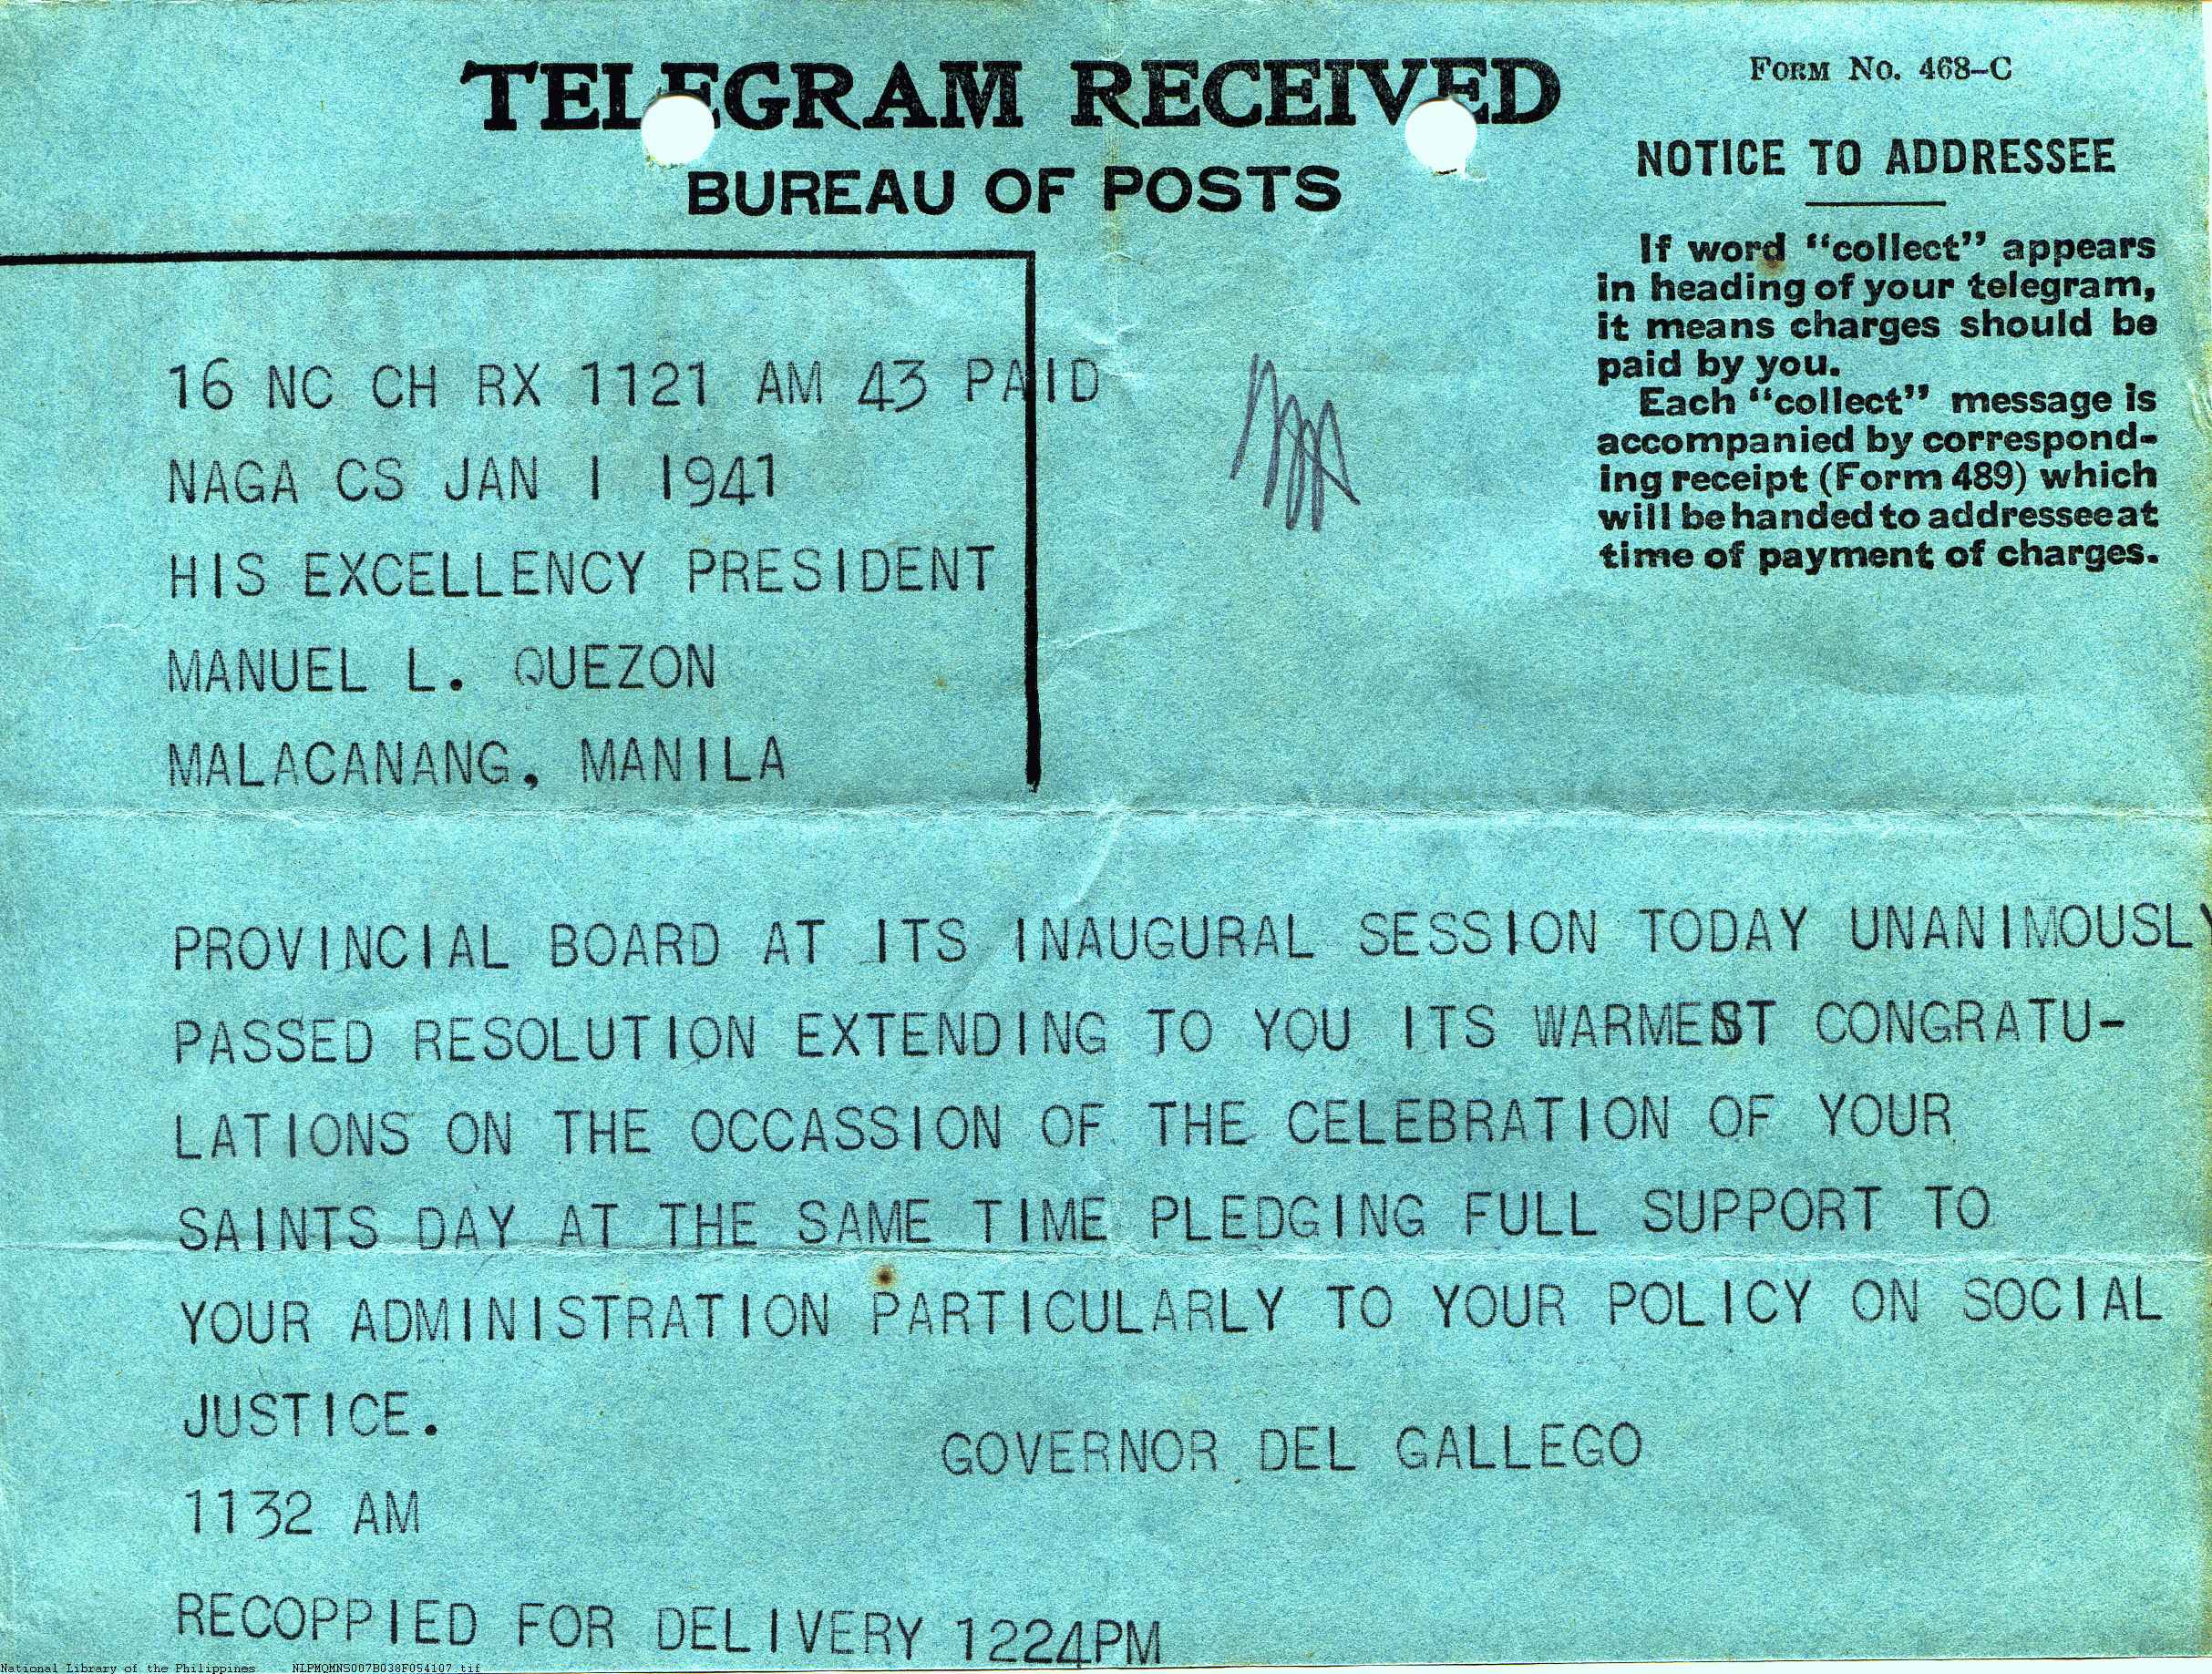 TELEGRAM RECEIVED
BUREAU OF POSTS
FORM NO. 468-C
NOTICE TO ADDRESSEE
If word "collect" appears
in heading of your telegram,
it means charges should be
paid by you.
Each "collect" message is
accompanied by correspond-
ing receipt (Form 489) which
will be handed to addressee at
time of payment of charges.
16 NC CH RX 1121 AM 43 PAID
NAGA CS JAN 1 1941
HIS EXCELLENCY PRESIDENT
MANUEL L. QUEZON
MALACANANG, MANILA
PROVINCIAL BOARD AT ITS INAUGURAL SESSION TODAY UNANIMOUSLY
PASSED RESOLUTION EXTENDING TO YOU ITS WARMEST CONGRATU-
LATIONS ON THE OCCASSION OF THE CELEBRATION OF YOUR
SAINTS DAY AT THE SAME TIME PLEDGING FULL SUPPORT TO
YOUR ADMINISTRATION PARTICULARLY TO YOUR POLICY ON SOCIAL
JUSTICE.
GOVERNOR DEL GALLEGO
1132 AM
RECOPPIED FOR DELIVERY 1224PM
National Library of the Philippines NLPMQMNS007B038F054107.tif